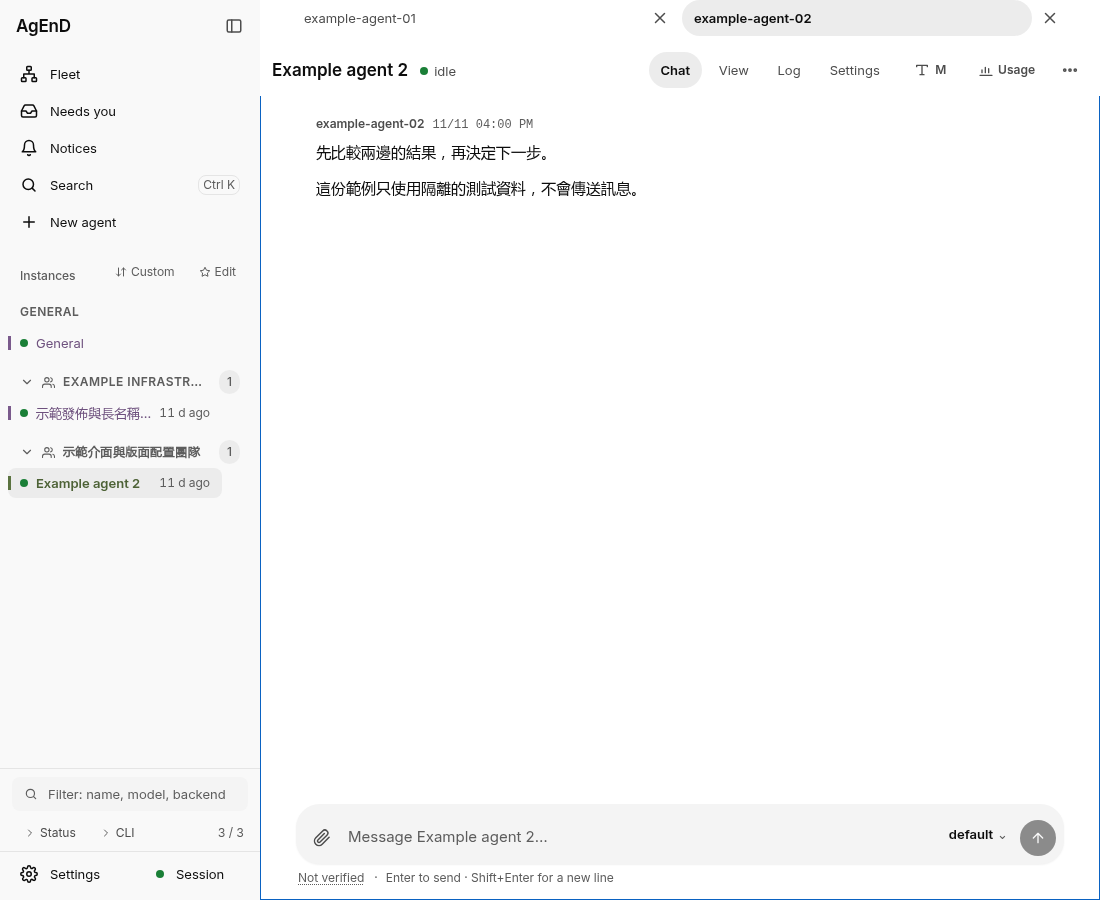 AgEnD
Fleet
Needs you
Notices
Search Ctrl K
New agent
Instances Custom Edit
GENERAL
General
EXAMPLE INFRASTR... 1
示範發佈與長名稱... 11 d ago
示範介面與版面配置團隊 1
Example agent 2 11 d ago
Filter: name, model, backend
Status CLI 3 / 3
Settings Session
example-agent-01 example-agent-02
Example agent 2 idle Chat View Log Settings M Usage
example-agent-02 11/11 04:00 PM
先比較兩邊的結果，再決定下一步。
這份範例只使用隔離的測試資料，不會傳送訊息。
Message Example agent 2... default
Not verified · Enter to send · Shift+Enter for a new line